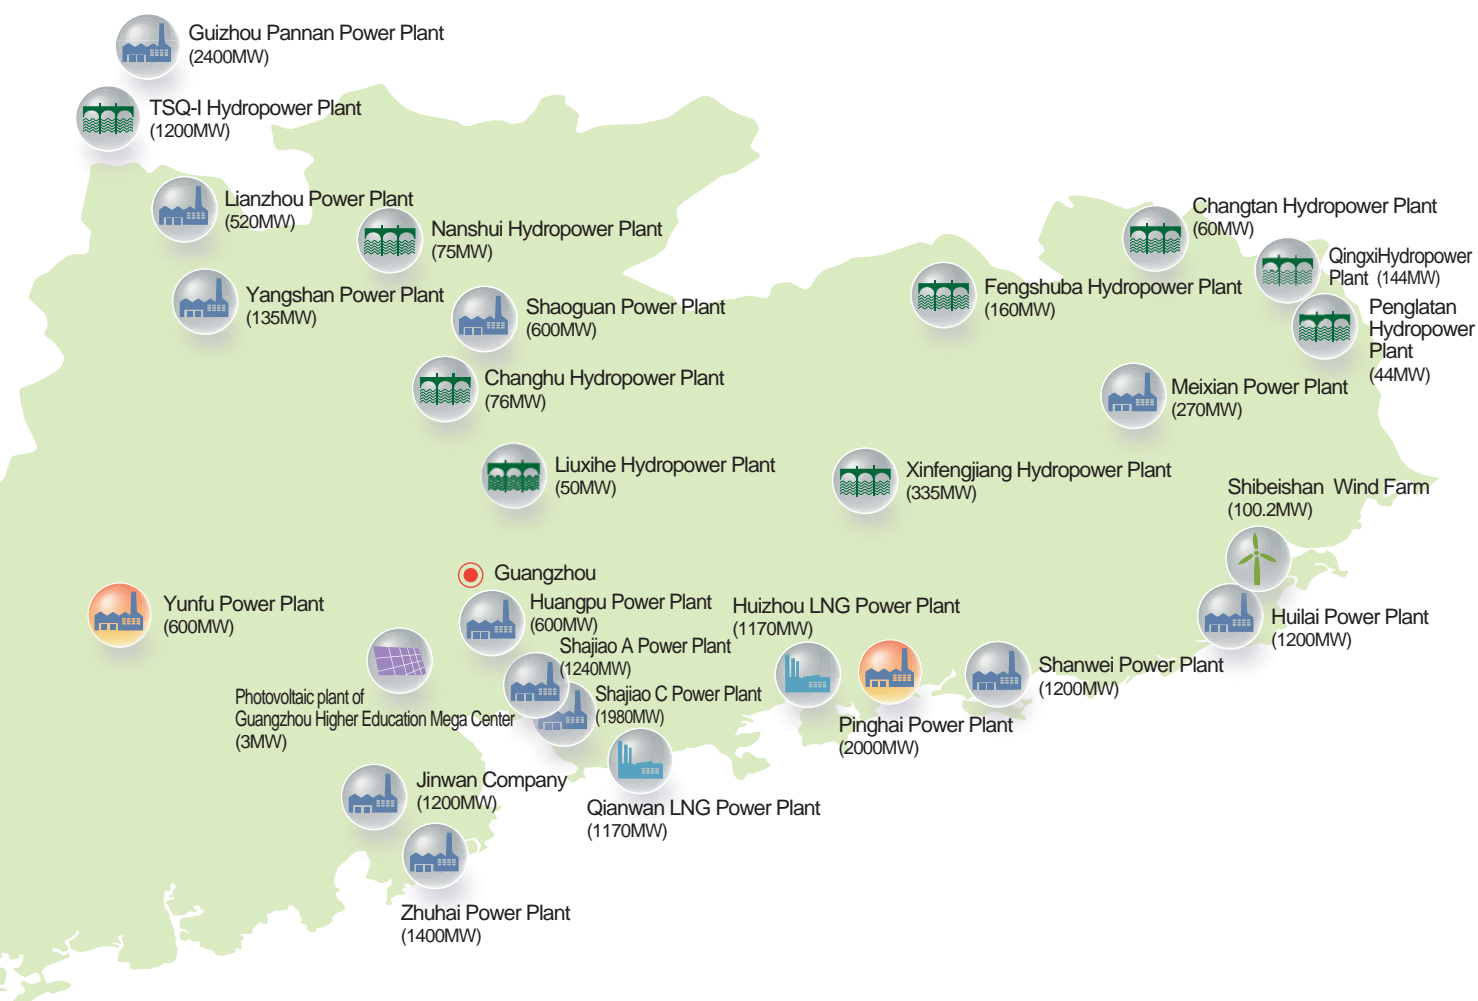 Guizhou Pannan Power Plant
(2400MW)
TSQ-I Hydropower Plant
(1200MW)
Lianzhou Power Plant
(520MW)
Nanshui Hydropower Plant
(75MW)
Changtan Hydropower Plant
(60MW)
QingxiHydropower
Plant (144MW)
Yangshan Power Plant
(135MW)
Shaoguan Power Plant
(600MW)
Fengshuba Hydropower Plant
(160MW)
Penglatan
Hydropower
Plant
(44MW)
Changhu Hydropower Plant
(76MW)
Meixian Power Plant
(270MW)
Liuxihe Hydropower Plant
(50MW)
Xinfengjiang Hydropower Plant
(335MW)
Shibeishan Wind Farm
(100.2MW)
Guangzhou
Yunfu Power Plant
(600MW)
Huangpu Power Plant
(600MW)
Huizhou LNG Power Plant
(1170MW)
Huilai Power Plant
(1200MW)
Shajiao A Power Plant
(1240MW)
Shanwei Power Plant
(1200MW)
Photovoltaic plant of
Guangzhou Higher Education Mega Center
(3MW)
Shajiao C Power Plant
(1980MW)
Pinghai Power Plant
(2000MW)
Jinwan Company
(1200MW)
Qianwan LNG Power Plant
(1170MW)
Zhuhai Power Plant
(1400MW)